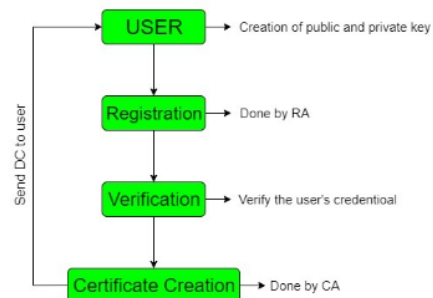 USER
Creation of public and private key
Registration
Done by RA
Send DC to user
Verification
Verify the user's credentioal
Certificate Creation
Done by CA